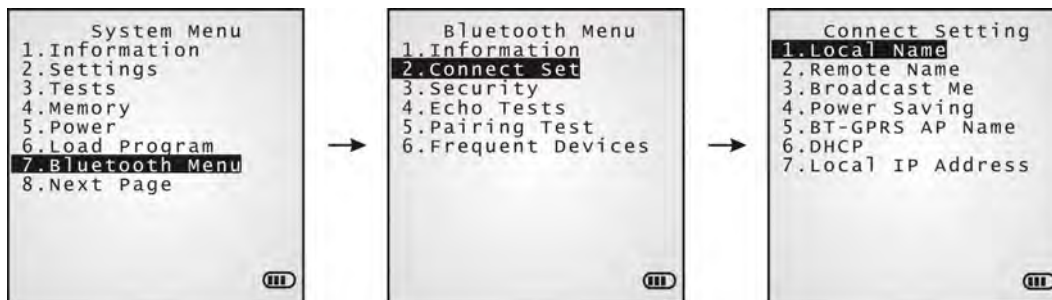 System Menu
1.Information
2.Settings
3.Tests
4.Memory
5.Power
6.Load Program
7.Bluetooth Menu
8.Next Page
Bluetooth Menu
1.Information
2.Connect Set
3.Security
4.Echo Tests
5.Pairing Test
6.Frequent Devices
Connect Setting
1.Local Name
2.Remote Name
3.Broadcast Me
4.Power Saving
5.BT-GPRS AP Name
6.DHCP
7.Local IP Address